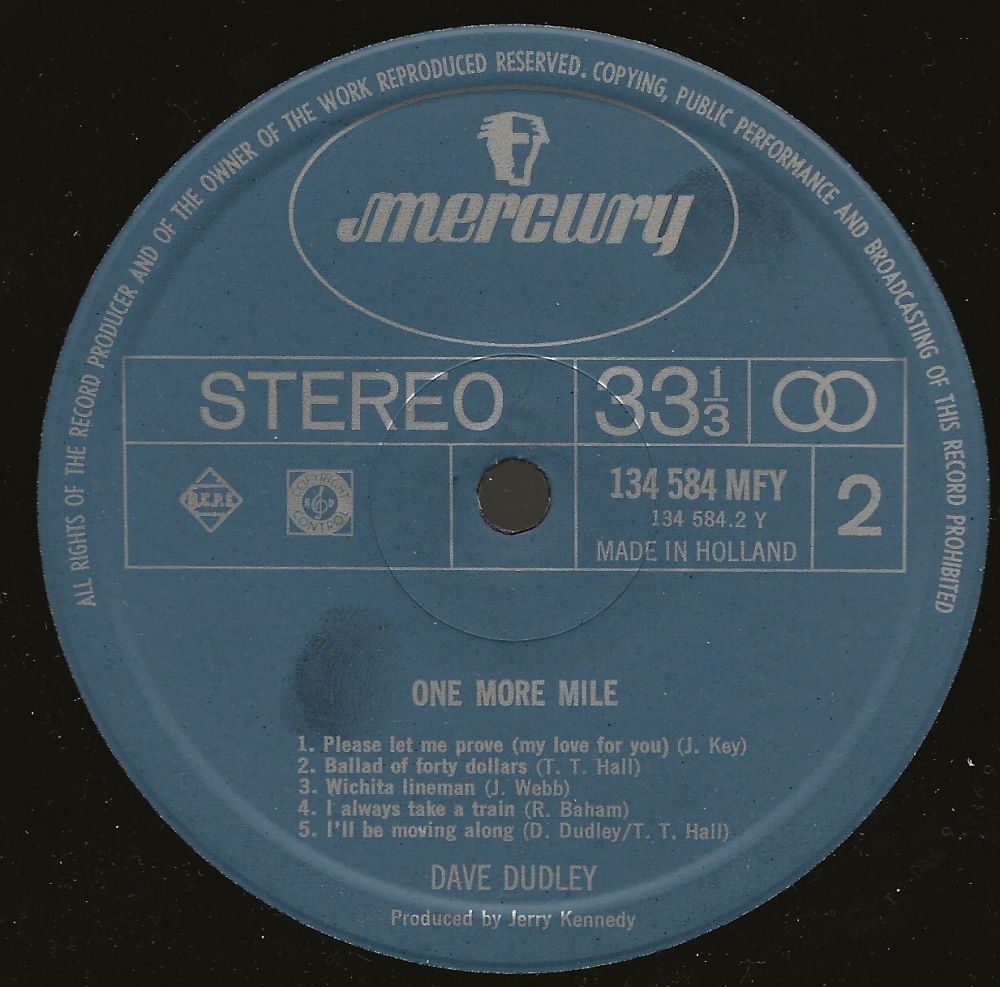 ALL RIGHTS OF THE RECORD PRODUCER AND OF THE OWNER OF THE WORK REPRODUCED RESERVED. COPYING, PUBLIC PERFORMANCE AND BROADCASTING OF THIS RECORD PROHIBITED
mercury
STEREO 33 1/3
COPYRIGHT
CONTROL
134 584 MFY
134 584.2 Y
MADE IN HOLLAND
2
ONE MORE MILE
1. Please let me prove (my love for you) (J. Key)
2. Ballad of forty dollars (T. T. Hall)
3. Wichita lineman (J. Webb)
4. I always take a train (R. Baham)
5. I'll be moving along (D. Dudley/T. T. Hall)
DAVE DUDLEY
Produced by Jerry Kennedy